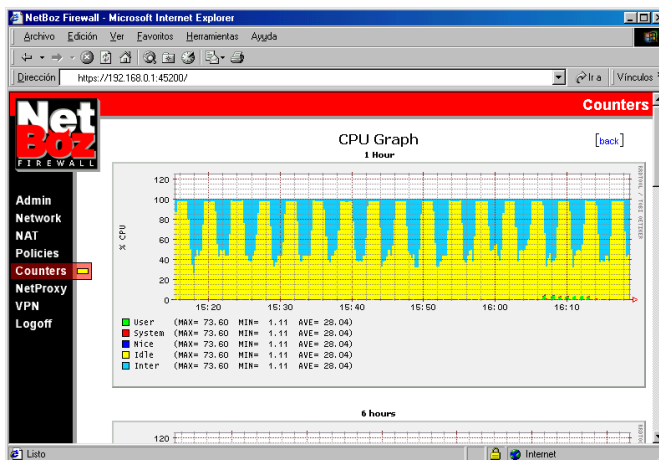 NetBoz Firewall - Microsoft Internet Explorer
Archivo Edición Ver Favoritos Herramientas Ayuda
Dirección https://192.168.0.1:45200/ Ir a Vínculos
Counters
Net
Boz
FIREWALL
CPU Graph [back]
1 Hour
RRDTOOL / TOBI OETIKER
120
100
80
60
40
20
0
% CPU
15:20 15:30 15:40 15:50 16:00 16:10
User (MAX= 73.60 MIN= 1.11 AVE= 28.04)
System (MAX= 73.60 MIN= 1.11 AVE= 28.04)
Nice (MAX= 73.60 MIN= 1.11 AVE= 28.04)
Idle (MAX= 73.60 MIN= 1.11 AVE= 28.04)
Inter (MAX= 73.60 MIN= 1.11 AVE= 28.04)
Admin
Network
NAT
Policies
Counters
NetProxy
VPN
Logoff
6 hours
120
Listo Internet